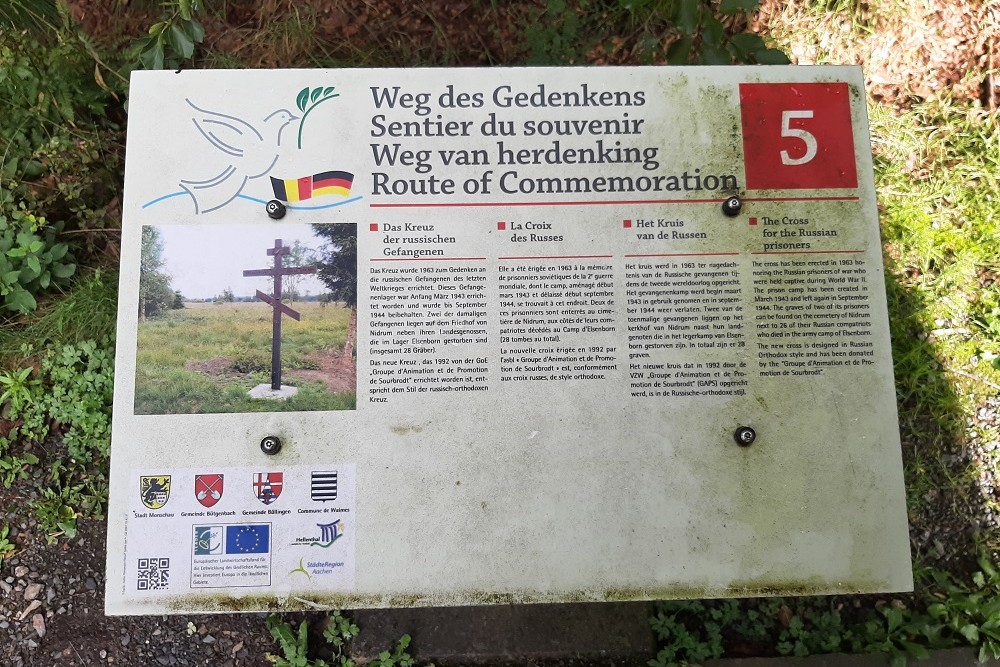 Weg des Gedenkens
Sentier du souvenir
Weg van herdenking
Route of Commemoration
5
Das Kreuz
der russischen
Gefangenen
Das Kreuz wurde 1963 zum Gedenken an
die russischen Gefangenen des letzten
Weltkrieges errichtet. Dieses Gefange-
nenlager war Anfang März 1943 errich-
tet worden und wurde bis September
1944 beibehalten. Zwei der damaligen
Gefangenen liegen auf dem Friedhof von
Nidrum neben ihren Landsgenossen,
die im Lager Elsenborn gestorben sind
(insgesamt 28 Gräber).
Das neue Kreuz, das 1992 von der GoE
„Groupe d'Animation et de Promotion
de Sourbrodt" errichtet worden ist, ent-
spricht dem Stil der russisch-orthodoxen
Kreuz.
La Croix
des Russes
Elle a été érigée en 1963 à la mémoire
de prisonniers soviétiques de la 2e guerre
mondiale, dont le camp, aménagé début
mars 1943 et délaissé début septembre
1944, se trouvait à cet endroit. Deux de
ces prisonniers sont enterrés au cime-
tière de Nidrum, aux côtés de leurs com-
patriotes décédés au Camp d'Elsenborn
(28 tombes au total).
La nouvelle croix érigée en 1992 par
l'asbl « Groupe d'Animation et de Promo-
tion de Sourbrodt » est, conformément
aux croix russes, de style orthodoxe.
Het Kruis
van de Russen
Het kruis werd in 1963 ter nagedach-
tenis van de Russische gevangenen tij-
dens de tweede wereldoorlog opgericht.
Het gevangenenkamp werd begin maart
1943 in gebruik genomen en in septem-
ber 1944 weer verlaten. Twee van de
toenmalige gevangenen liggen op het
kerkhof van Nidrum naast hun land-
genoten die in het legerkamp van Elsen-
born gestorven zijn. In totaal zijn er 28
graven.
Het nieuwe kruis dat in 1992 door de
VZW „Groupe d'Animation et de Pro-
motion de Sourbrodt" (GAPS) opgericht
werd, is in de Russische-orthodoxe stijl.
The Cross
for the Russian
prisoners
The cross has been erected in 1963 ho-
noring the Russian prisoners of war who
were held captive during World War II.
The prison camp has been created in
March 1943 and left again in September
1944. The graves of two of its prisoners
can be found on the cemetery of Nidrum
next to 26 of their Russian compatriots
who died in the army camp of Elsenborn.
The new cross is designed in Russian
Orthodox style and has been donated
by the "Groupe d'Animation et de Pro-
motion de Sourbrodt".
Stadt Monschau
Gemeinde Bütgenbach
Gemeinde Büllingen
Commune de Waimes
Hellenthal
Europäischer Landwirtschaftsfonds für
die Entwicklung des ländlichen Raums:
Hier investiert Europa in die ländlichen
Gebiete.
StädteRegion
Aachen